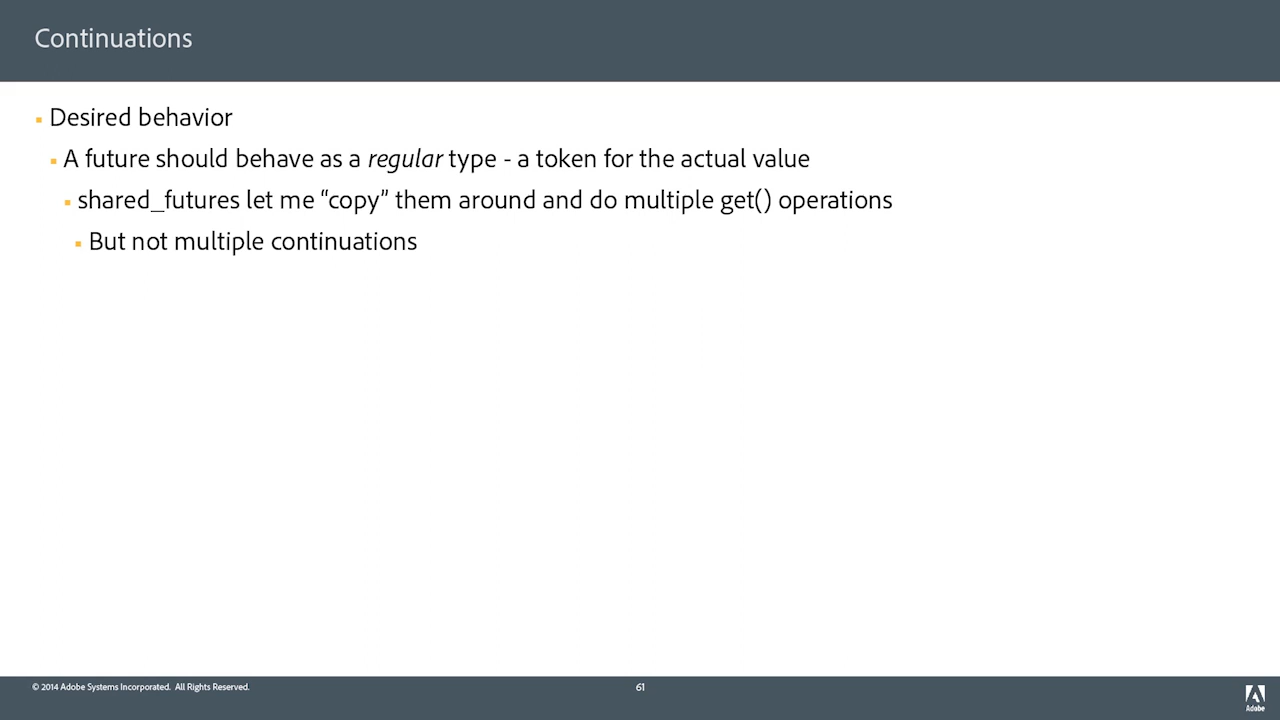 Continuations
Desired behavior
A future should behave as a regular type - a token for the actual value
shared_futures let me “copy” them around and do multiple get() operations
But not multiple continuations
© 2014 Adobe Systems Incorporated. All Rights Reserved.
61
Adobe